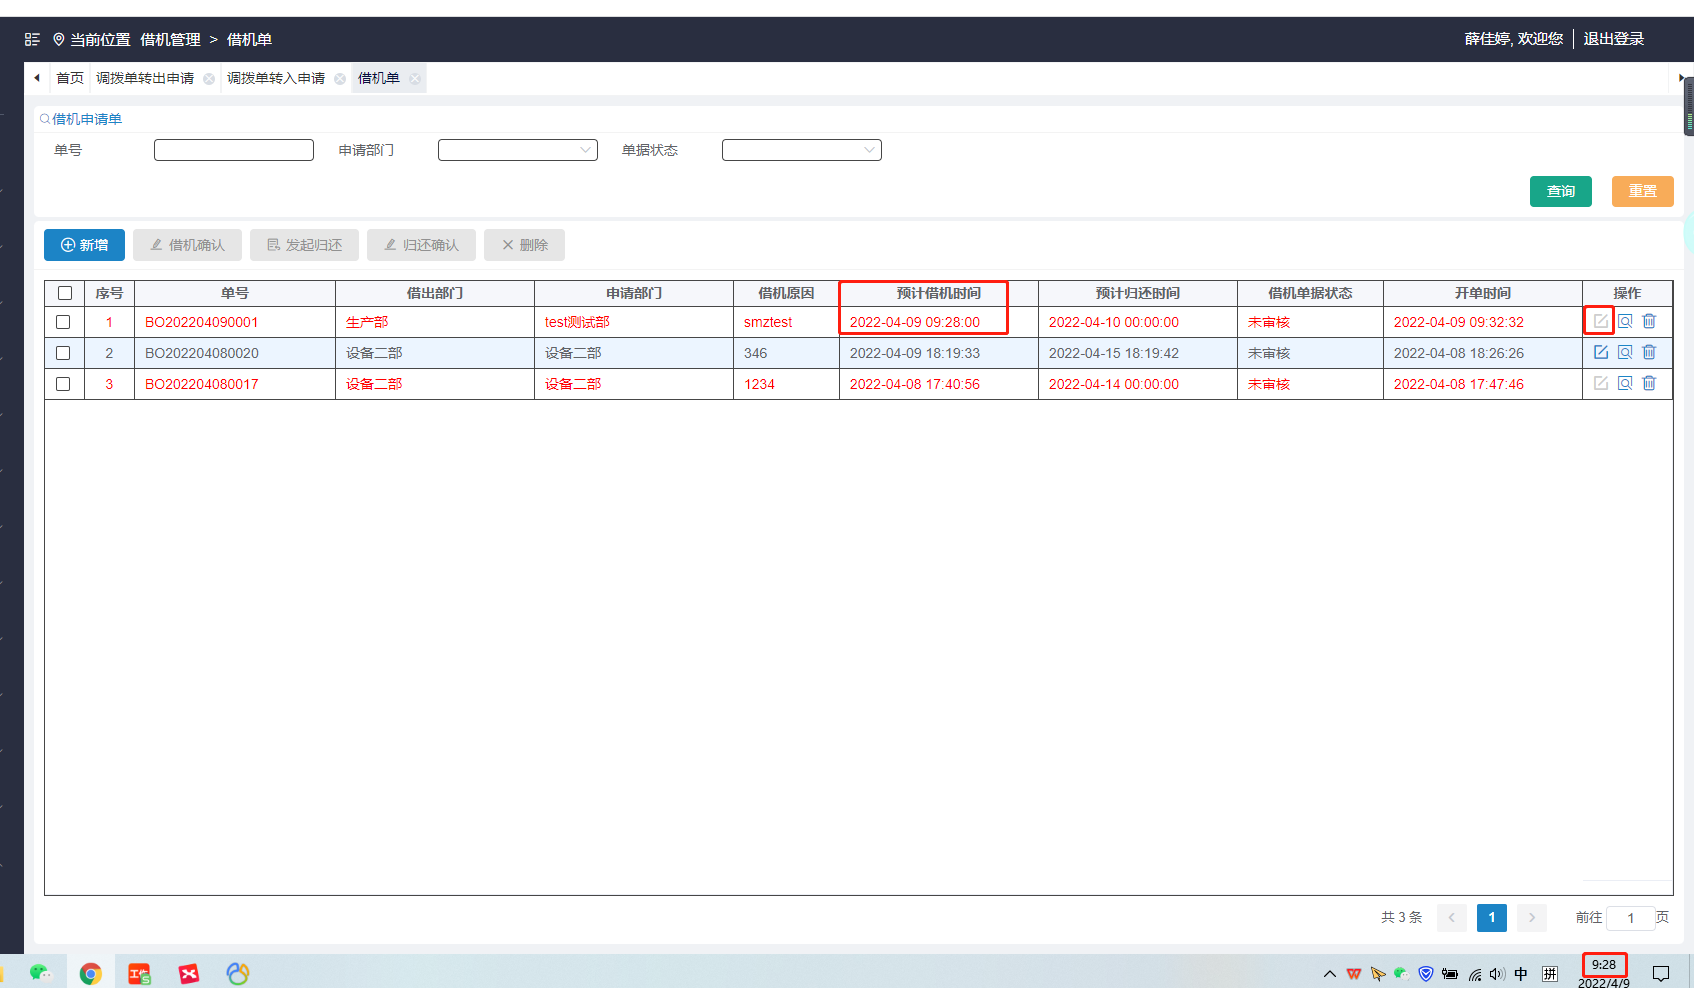 当前位置 借机管理 > 借机单
薛佳婷, 欢迎您 退出登录
首页 调拨单转出申请 调拨单转入申请 借机单
借机申请单
单号 申请部门 单据状态
查询 重置
新增 借机确认 发起归还 归还确认 删除
序号 单号 借出部门 申请部门 借机原因 预计借机时间 预计归还时间 借机单据状态 开单时间 操作
1 BO202204090001 生产部 test测试部 smztest 2022-04-09 09:28:00 2022-04-10 00:00:00 未审核 2022-04-09 09:32:32
2 BO202204080020 设备二部 设备二部 346 2022-04-09 18:19:33 2022-04-15 18:19:42 未审核 2022-04-08 18:26:26
3 BO202204080017 设备二部 设备二部 1234 2022-04-08 17:40:56 2022-04-14 00:00:00 未审核 2022-04-08 17:47:46
共 3 条 < 1 > 前往 1 页
中 拼 9:28
2022/4/9